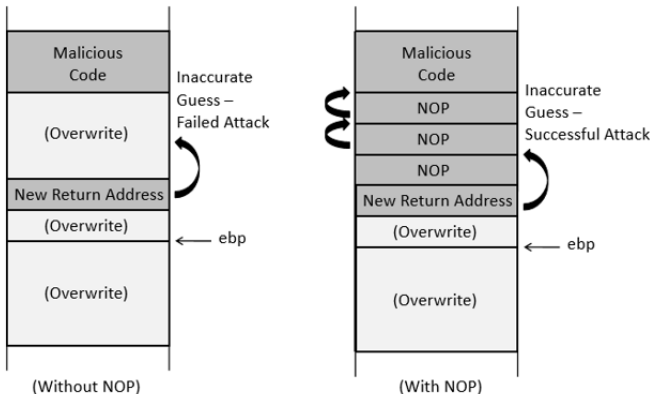 Malicious
Code
Inaccurate
Guess –
Failed Attack
(Overwrite)
New Return Address
(Overwrite)
ebp
(Overwrite)
(Without NOP)
Malicious
Code
NOP
NOP
NOP
Inaccurate
Guess –
Successful Attack
New Return Address
(Overwrite)
ebp
(Overwrite)
(With NOP)